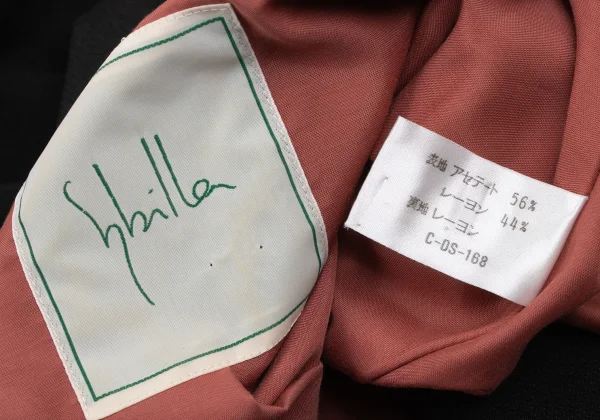 Sybilla
表地 アセテート 56%
レーヨン 44%
裏地 レーヨン
C-DS-168